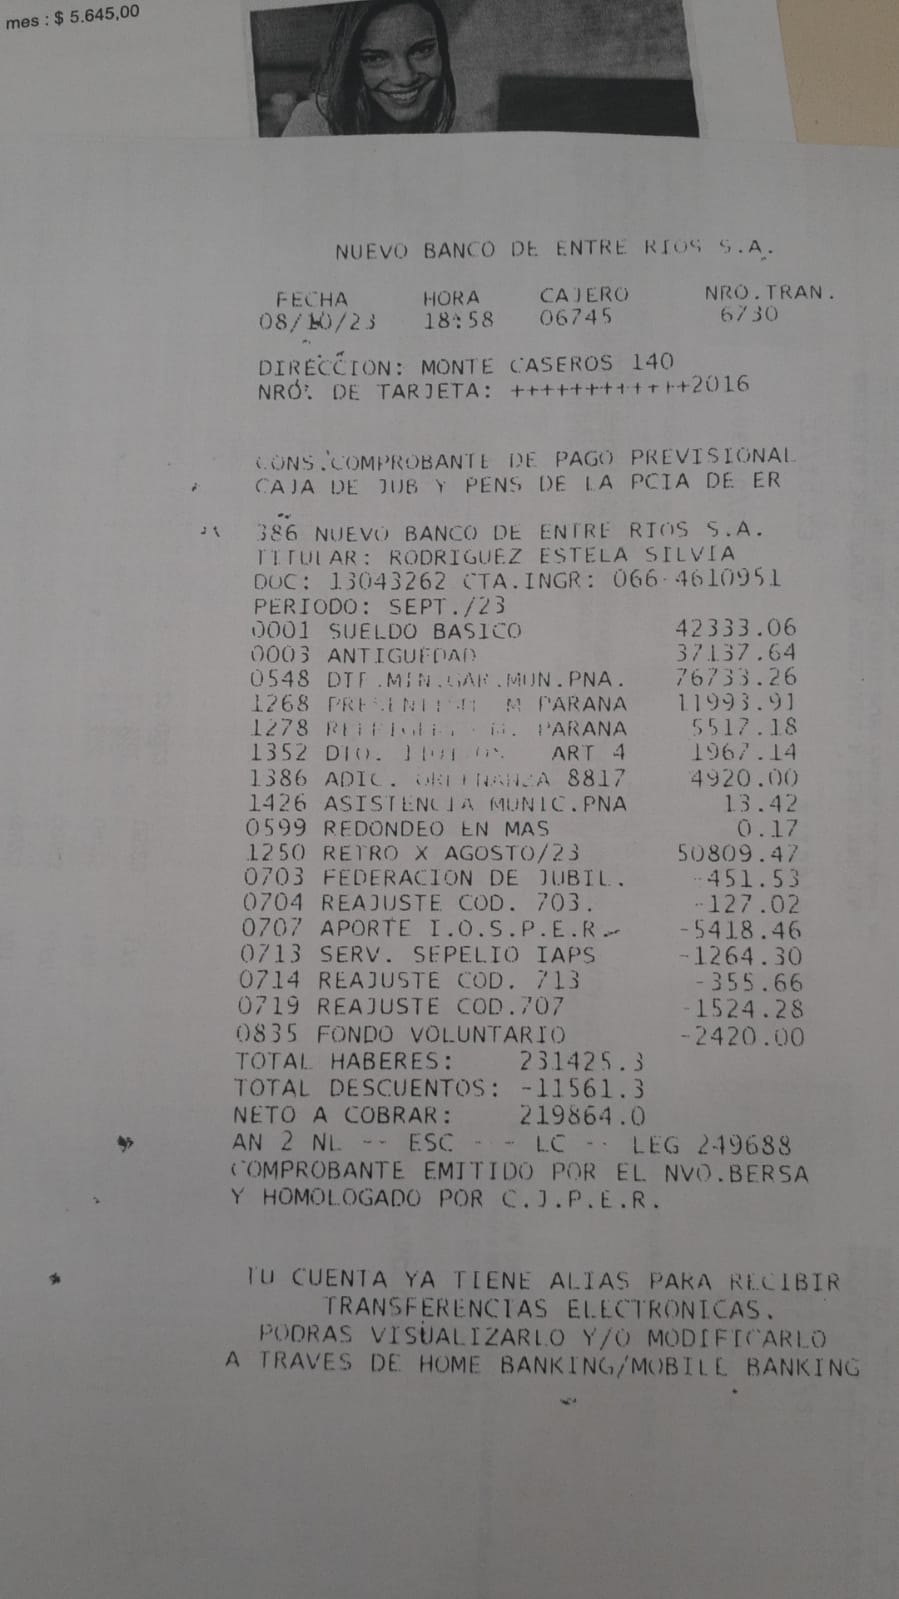 mes : $ 5.645,00
NUEVO BANCO DE ENTRE RIOS S.A.
FECHA HORA CAJERO NRO.TRAN.
08/10/23 18:58 06745 6730
DIRECCION: MONTE CASEROS 140
NRO. DE TARJETA: ++++++++++++2016
CONS.COMPROBANTE DE PAGO PREVISIONAL
CAJA DE JUB Y PENS DE LA PCIA DE ER
386 NUEVO BANCO DE ENTRE RIOS S.A.
TITULAR: RODRIGUEZ ESTELA SILVIA
DOC: 13043262 CTA.INGR: 066-4610951
PERIODO: SEPT./23
0001 SUELDO BASICO 42333.06
0003 ANTIGUEDAD 37137.64
0548 DTF.MIN.GAR.MUN.PNA. 76733.26
1268 M PARANA 11993.91
1278 M. PARANA 5517.18
1352 ART 4 1967.14
1386 ADIC. ORDENANZA 8817 4920.00
1426 ASISTENCIA MUNIC.PNA 13.42
0599 REDONDEO EN MAS 0.17
1250 RETRO X AGOSTO/23 50809.47
0703 FEDERACION DE JUBIL. -451.53
0704 REAJUSTE COD. 703. -127.02
0707 APORTE I.O.S.P.E.R. -5418.46
0713 SERV. SEPELIO IAPS -1264.30
0714 REAJUSTE COD. 713 -355.66
0719 REAJUSTE COD.707 -1524.28
0835 FONDO VOLUNTARIO -2420.00
TOTAL HABERES: 231425.3
TOTAL DESCUENTOS: -11561.3
NETO A COBRAR: 219864.0
AN 2 NL -- ESC - - LC -- LEG 249688
COMPROBANTE EMITIDO POR EL NVO.BERSA
Y HOMOLOGADO POR C.J.P.E.R.
TU CUENTA YA TIENE ALIAS PARA RECIBIR
TRANSFERENCIAS ELECTRONICAS.
PODRAS VISUALIZARLO Y/O MODIFICARLO
A TRAVES DE HOME BANKING/MOBILE BANKING